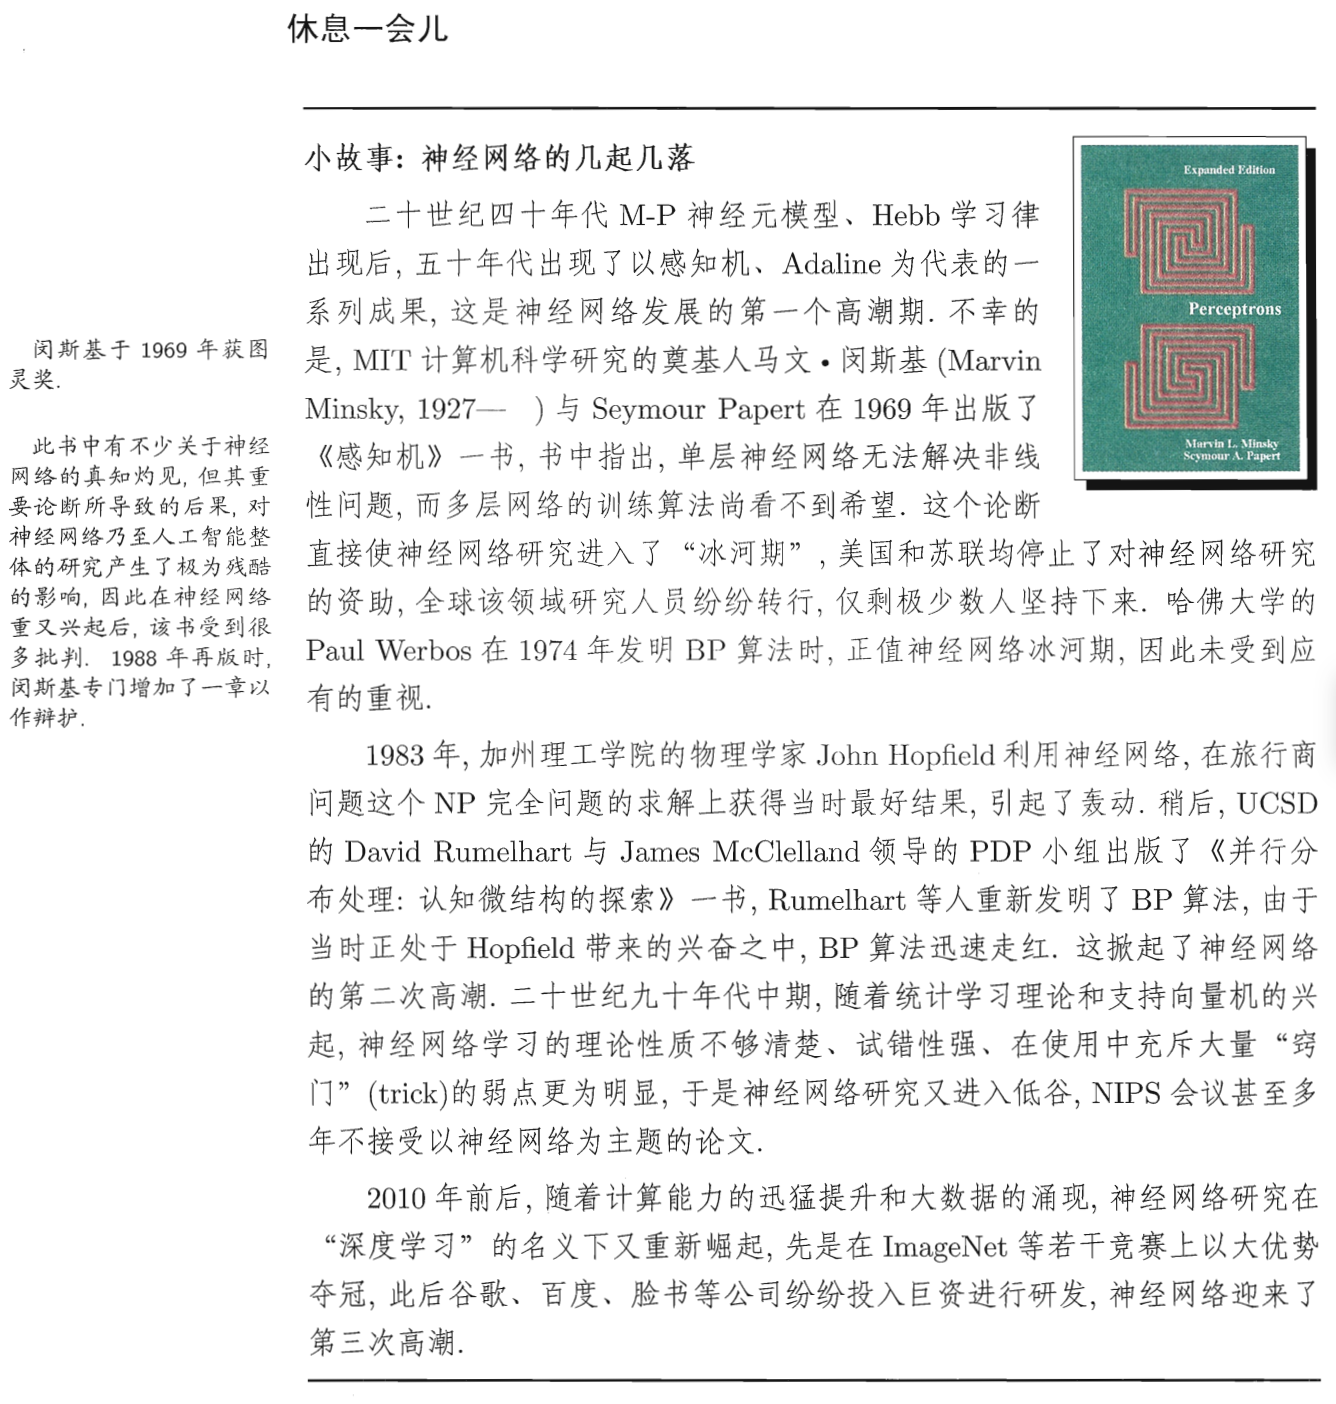 休息一会儿
小故事: 神经网络的几起几落
二十世纪四十年代 M-P 神经元模型、Hebb 学习律
出现后, 五十年代出现了以感知机、Adaline 为代表的一
系列成果, 这是神经网络发展的第一个高潮期. 不幸的
是, MIT 计算机科学研究的奠基人马文 • 闵斯基 (Marvin
Minsky, 1927— ) 与 Seymour Papert 在 1969 年出版了
《感知机》一书, 书中指出, 单层神经网络无法解决非线
性问题, 而多层网络的训练算法尚看不到希望. 这个论断
直接使神经网络研究进入了 “冰河期” , 美国和苏联均停止了对神经网络研究
的资助, 全球该领域研究人员纷纷转行, 仅剩极少数人坚持下来. 哈佛大学的
Paul Werbos 在 1974 年发明 BP 算法时, 正值神经网络冰河期, 因此未受到应
有的重视.
Expanded Edition
Perceptrons
Marvin L. Minsky
Seymour A. Papert
闵斯基于 1969 年获图
灵奖.
此书中有不少关于神经
网络的真知灼见, 但其重
要论断所导致的后果, 对
神经网络乃至人工智能整
体的研究产生了极为残酷
的影响, 因此在神经网络
重又兴起后, 该书受到很
多批判. 1988 年再版时,
闵斯基专门增加了一章以
作辩护.
1983 年, 加州理工学院的物理学家 John Hopfield 利用神经网络, 在旅行商
问题这个 NP 完全问题的求解上获得当时最好结果, 引起了轰动. 稍后, UCSD
的 David Rumelhart 与 James McClelland 领导的 PDP 小组出版了《并行分
布处理: 认知微结构的探索》一书, Rumelhart 等人重新发明了 BP 算法, 由于
当时正处于 Hopfield 带来的兴奋之中, BP 算法迅速走红. 这掀起了神经网络
的第二次高潮. 二十世纪九十年代中期, 随着统计学习理论和支持向量机的兴
起, 神经网络学习的理论性质不够清楚、试错性强、在使用中充斥大量 “窍
门” (trick)的弱点更为明显, 于是神经网络研究又进入低谷, NIPS 会议甚至多
年不接受以神经网络为主题的论文.
2010 年前后, 随着计算能力的迅猛提升和大数据的涌现, 神经网络研究在
“深度学习” 的名义下又重新崛起, 先是在 ImageNet 等若干竞赛上以大优势
夺冠, 此后谷歌、百度、脸书等公司纷纷投入巨资进行研发, 神经网络迎来了
第三次高潮.